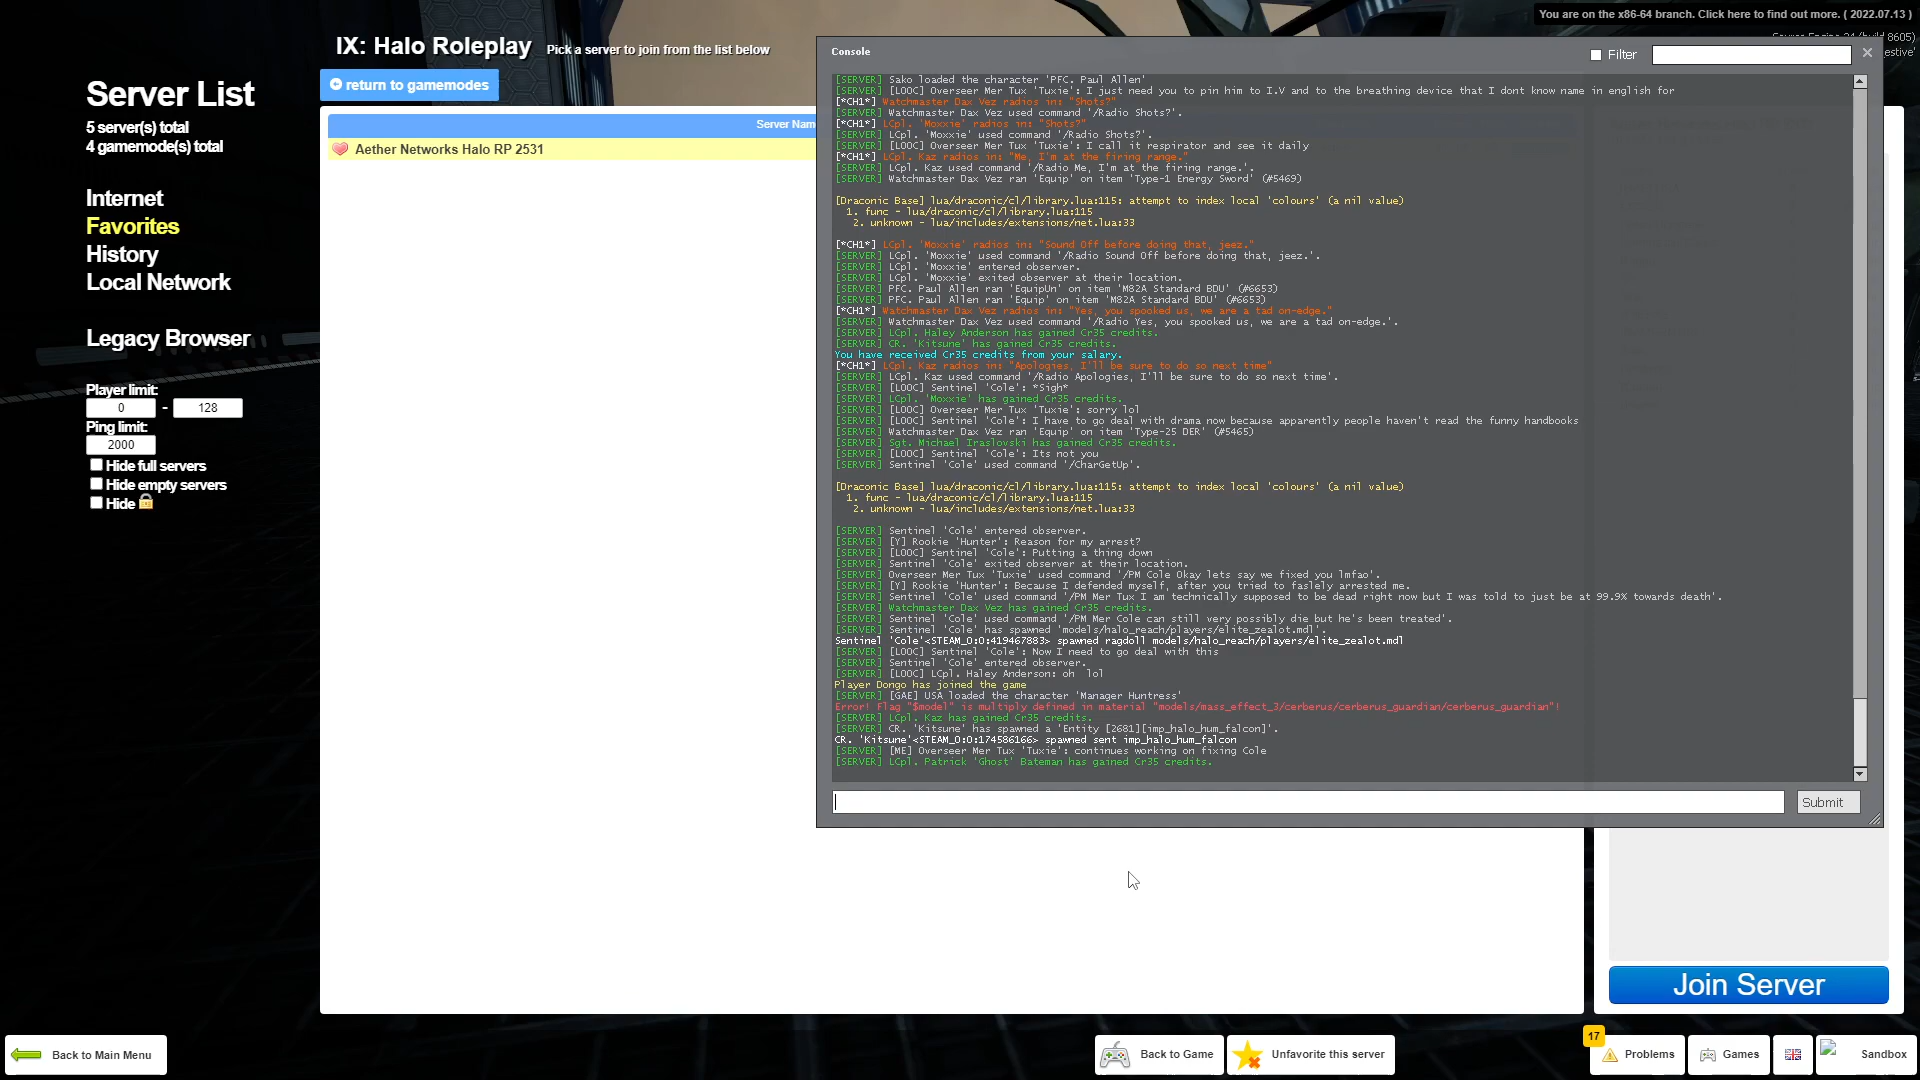 You are on the x86-64 branch. Click here to find out more. ( 2022.07.13 )
IX: Halo Roleplay Pick a server to join from the list below
return to gamemodes
Server List
5 server(s) total
4 gamemode(s) total
Internet
Favorites
History
Local Network
Legacy Browser
Player limit:
0 - 128
Ping limit:
2000
Hide full servers
Hide empty servers
Hide
Server Nam
Aether Networks Halo RP 2531
Console
Filter
[SERVER] Sako loaded the character 'PFC. Paul Allen'
[SERVER] [LOOC] Overseer Mer Tux 'Tuxie': I just need you to pin him to I.V and to the breathing device that I dont know name in english for
[*CH1*] Watchmaster Dax Vez radios in: "Shots?"
[SERVER] Watchmaster Dax Vez used command '/Radio Shots?'.
[*CH1*] LCpl. 'Moxxie' radios in: "Shots?"
[SERVER] LCpl. 'Moxxie' used command '/Radio Shots?'.
[SERVER] [LOOC] Overseer Mer Tux 'Tuxie': I call it respirator and see it daily
[*CH1*] LCpl. Kaz radios in: "Me, I'm at the firing range."
[SERVER] LCpl. Kaz used command '/Radio Me, I'm at the firing range.'.
[SERVER] Watchmaster Dax Vez ran 'Equip' on item 'Type-1 Energy Sword' (#5469)
[Draconic Base] lua/draconic/cl/library.lua:115: attempt to index local 'colours' (a nil value)
1. func - lua/draconic/cl/library.lua:115
2. unknown - lua/includes/extensions/net.lua:33
[*CH1*] LCpl. 'Moxxie' radios in: "Sound Off before doing that, jeez."
[SERVER] LCpl. 'Moxxie' used command '/Radio Sound Off before doing that, jeez.'.
[SERVER] LCpl. 'Moxxie' entered observer.
[SERVER] LCpl. 'Moxxie' exited observer at their location.
[SERVER] PFC. Paul Allen ran 'EquipUn' on item 'M82A Standard BDU' (#6653)
[SERVER] PFC. Paul Allen ran 'Equip' on item 'M82A Standard BDU' (#6653)
[*CH1*] Watchmaster Dax Vez radios in: "Yes, you spooked us, we are a tad on-edge."
[SERVER] Watchmaster Dax Vez used command '/Radio Yes, you spooked us, we are a tad on-edge.'.
[SERVER] LCpl. Haley Anderson has gained Cr35 credits.
[SERVER] CR. 'Kitsune' has gained Cr35 credits.
You have received Cr35 credits from your salary.
[*CH1*] LCpl. Kaz radios in: "Apologies, I'll be sure to do so next time"
[SERVER] LCpl. Kaz used command '/Radio Apologies, I'll be sure to do so next time'.
[SERVER] [LOOC] Sentinel 'Cole': *Sigh*
[SERVER] LCpl. 'Moxxie' has gained Cr35 credits.
[SERVER] [LOOC] Overseer Mer Tux 'Tuxie': sorry lol
[SERVER] [LOOC] Sentinel 'Cole': I have to go deal with drama now because apparently people haven't read the funny handbooks
[SERVER] Watchmaster Dax Vez ran 'Equip' on item 'Type-25 DER' (#5465)
[SERVER] Sgt. Michael Iraslovski has gained Cr35 credits.
[SERVER] [LOOC] Sentinel 'Cole': Its not you
[SERVER] Sentinel 'Cole' used command '/CharGetUp'.
[Draconic Base] lua/draconic/cl/library.lua:115: attempt to index local 'colours' (a nil value)
1. func - lua/draconic/cl/library.lua:115
2. unknown - lua/includes/extensions/net.lua:33
[SERVER] Sentinel 'Cole' entered observer.
[SERVER] [Y] Rookie 'Hunter': Reason for my arrest?
[SERVER] [LOOC] Sentinel 'Cole': Putting a thing down
[SERVER] Sentinel 'Cole' exited observer at their location.
[SERVER] Overseer Mer Tux 'Tuxie' used command '/PM Cole Okay lets say we fixed you lmfao'.
[SERVER] [Y] Rookie 'Hunter': Because I defended myself, after you tried to faslely arrested me.
[SERVER] Sentinel 'Cole' used command '/PM Mer Tux I am technically supposed to be dead right now but I was told to just be at 99.9% towards death'.
[SERVER] Watchmaster Dax Vez has gained Cr35 credits.
[SERVER] Sentinel 'Cole' used command '/PM Mer Cole can still very possibly die but he's been treated'.
[SERVER] Sentinel 'Cole' has spawned 'models/halo_reach/players/elite_zealot.mdl'.
Sentinel 'Cole'<STEAM_0:0:419467883> spawned ragdoll models/halo_reach/players/elite_zealot.mdl
[SERVER] [LOOC] Sentinel 'Cole': Now I need to go deal with this
[SERVER] Sentinel 'Cole' entered observer.
[SERVER] [LOOC] LCpl. Haley Anderson: oh lol
Player Dongo has joined the game
[SERVER] [GAE] USA loaded the character 'Manager Huntress'
Error! Flag "$model" is multiply defined in material "models/mass_effect_3/cerberus/cerberus_guardian/cerberus_guardian"!
[SERVER] LCpl. Kaz has gained Cr35 credits.
[SERVER] CR. 'Kitsune' has spawned a 'Entity [2681][imp_halo_hum_falcon]'.
CR. 'Kitsune'<STEAM_0:0:174586166> spawned sent imp_halo_hum_falcon
[SERVER] [ME] Overseer Mer Tux 'Tuxie': continues working on fixing Cole
[SERVER] LCpl. Patrick 'Ghost' Bateman has gained Cr35 credits.
Submit
Join Server
Back to Main Menu
Back to Game
Unfavorite this server
17
Problems
Games
Sandbox